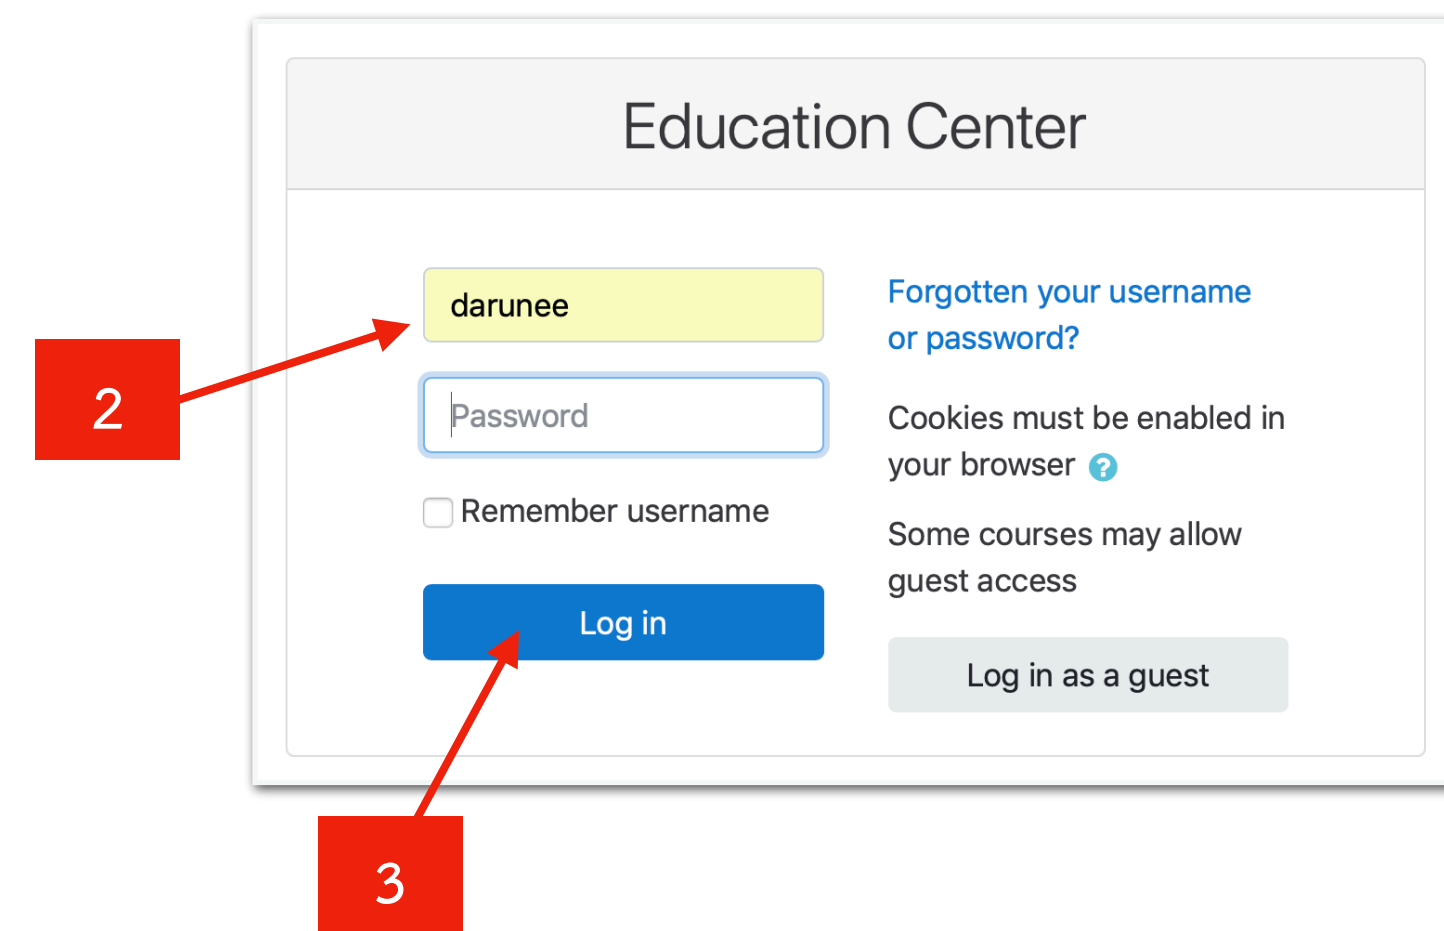 Education Center
darunee
Password
Remember username
Log in
Forgotten your username
or password?
Cookies must be enabled in
your browser ?
Some courses may allow
guest access
Log in as a guest
2
3